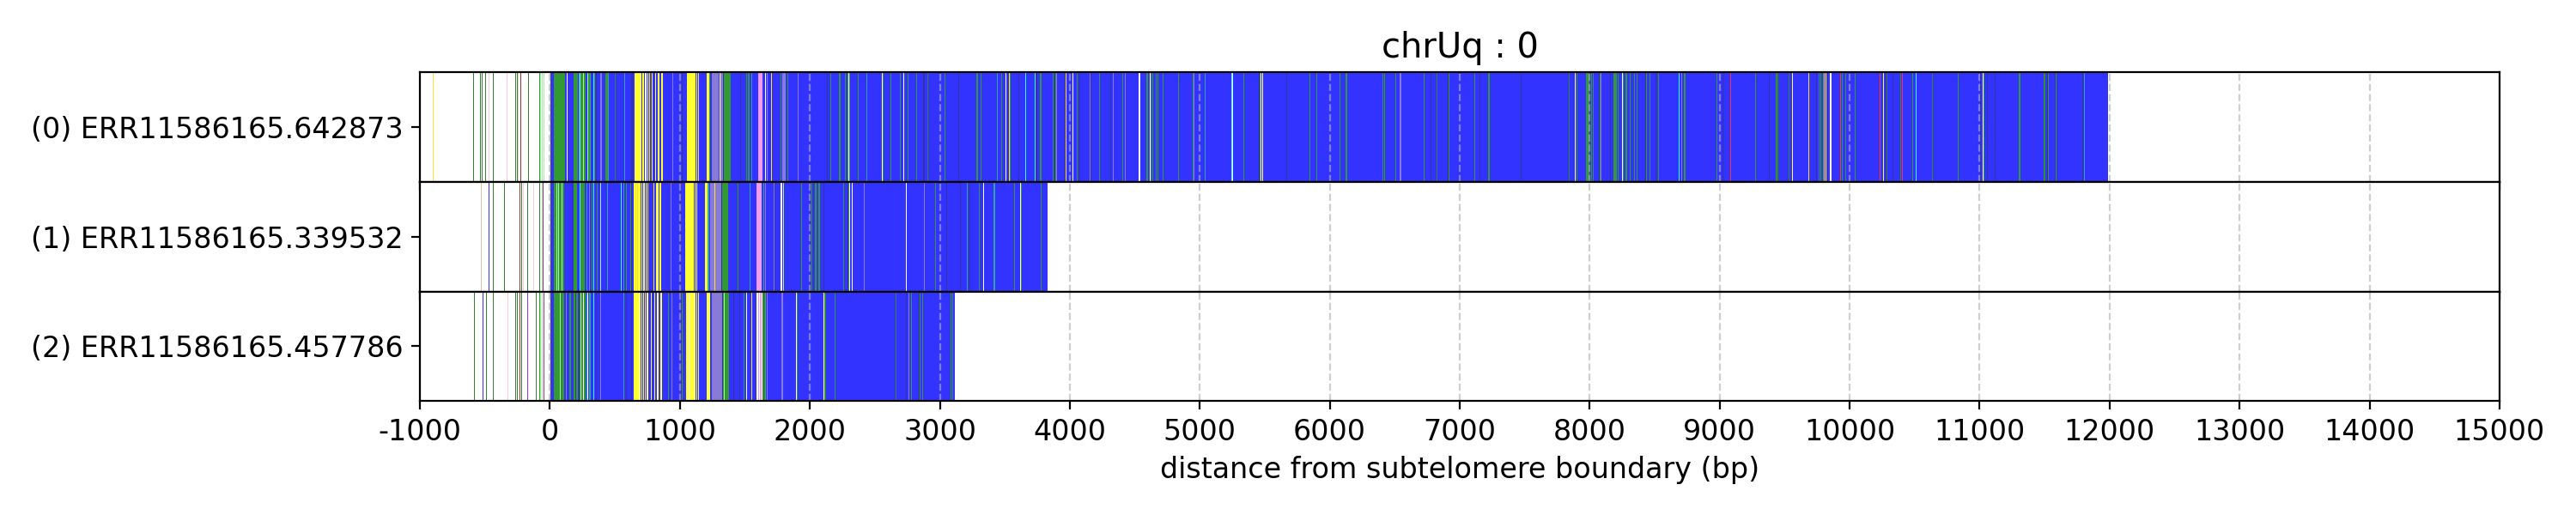 chrUq : 0
(0) ERR11586165.642873
(1) ERR11586165.339532
(2) ERR11586165.457786
-1000 0 1000 2000 3000 4000 5000 6000 7000 8000 9000 10000 11000 12000 13000 14000 15000
distance from subtelomere boundary (bp)